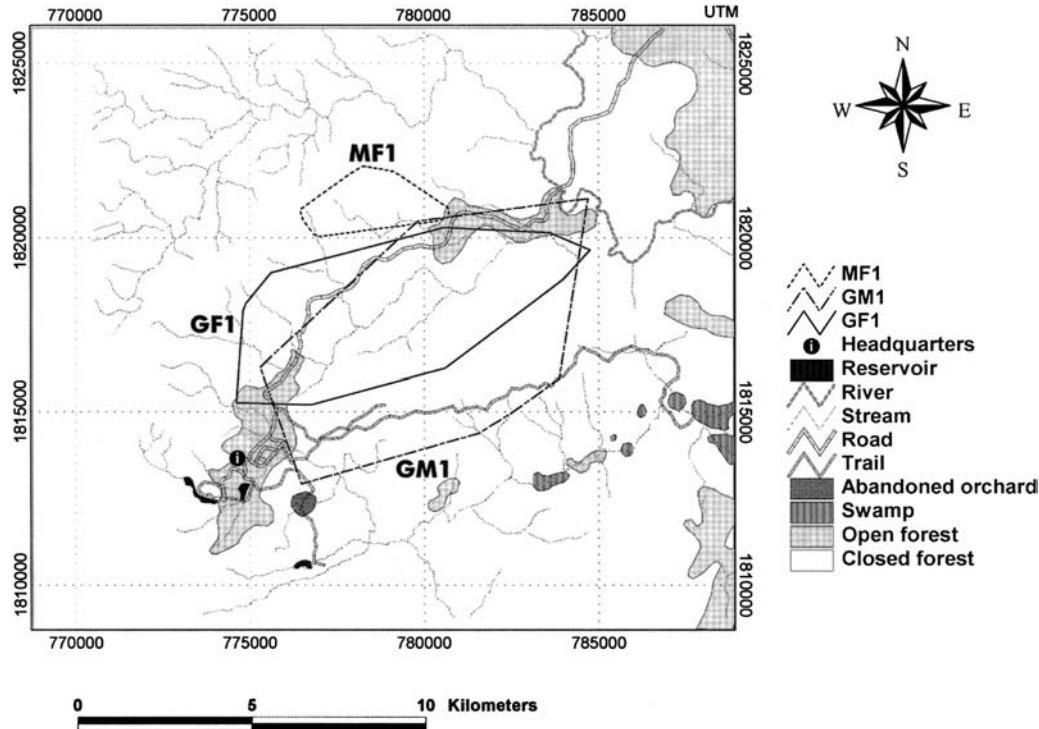 770000 775000 780000 785000 UTM
1825000 1825000
N
W E
S
MF1
1820000 1820000
GF1
MF1
GM1
GF1
Headquarters
Reservoir
River
Stream
Road
Trail
Abandoned orchard
Swamp
Open forest
Closed forest
1815000 1815000
i
i
GM1
1810000 1810000
770000 775000 780000 785000
0 5 10 Kilometers